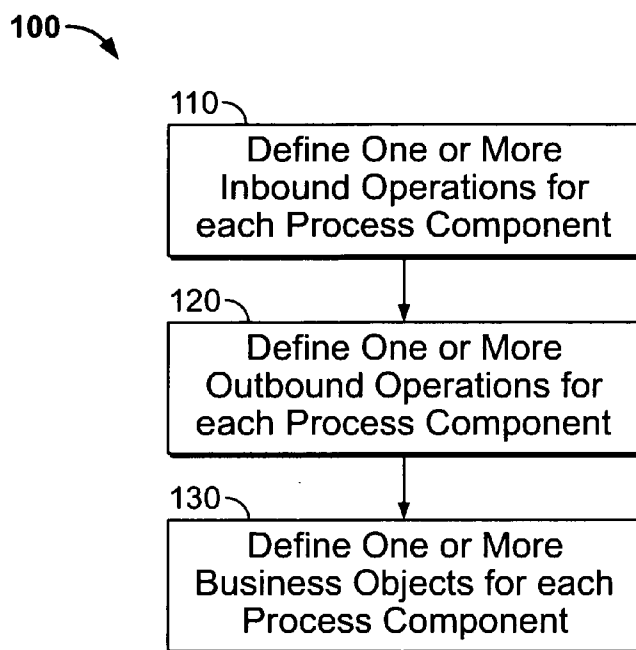 100
110
Define One or More
Inbound Operations for
each Process Component
120
Define One or More
Outbound Operations for
each Process Component
130
Define One or More
Business Objects for each
Process Component